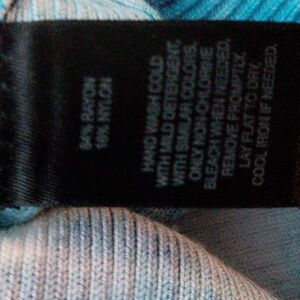 84% RAYON
16% NYLON
HAND WASH COLD
WITH MILD DETERGENT,
WITH SIMILAR COLORS,
ONLY NON-CHLORINE
BLEACH WHEN NEEDED,
REMOVE PROMPTLY,
LAY FLAT TO DRY,
COOL IRON IF NEEDED.